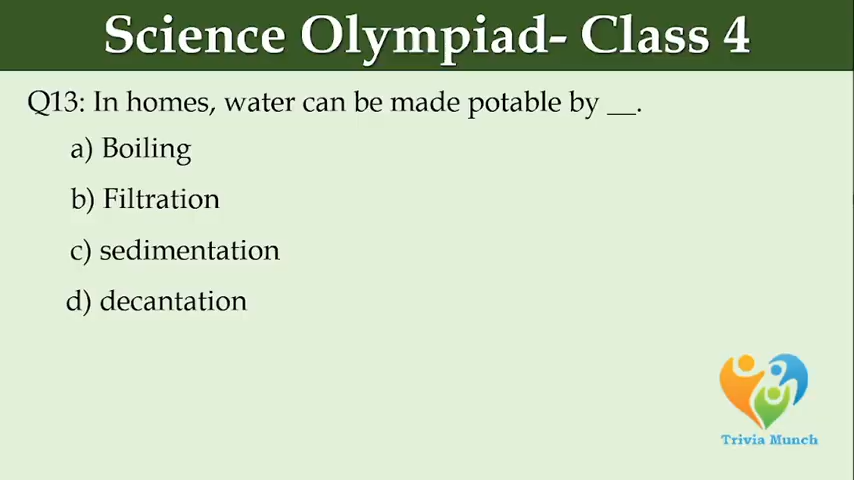 Science Olympiad- Class 4
Q13: In homes, water can be made potable by __.
a) Boiling
b) Filtration
c) sedimentation
d) decantation
Trivia Munch